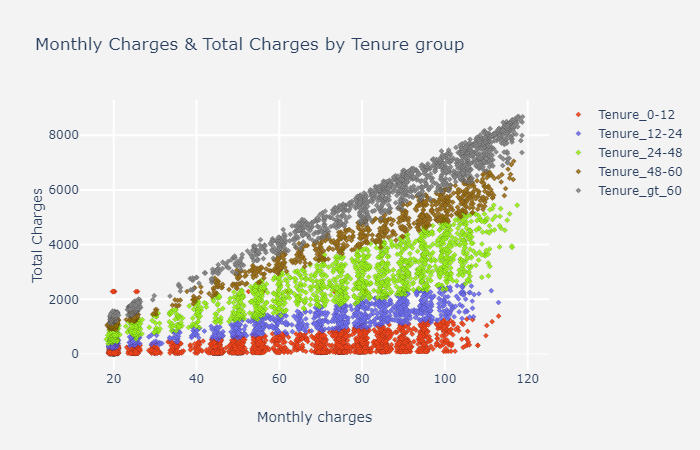 Monthly Charges & Total Charges by Tenure group
Tenure_0-12
Tenure_12-24
Tenure_24-48
Tenure_48-60
Tenure_gt_60
Total Charges
8000
6000
4000
2000
0
20 40 60 80 100 120
Monthly charges